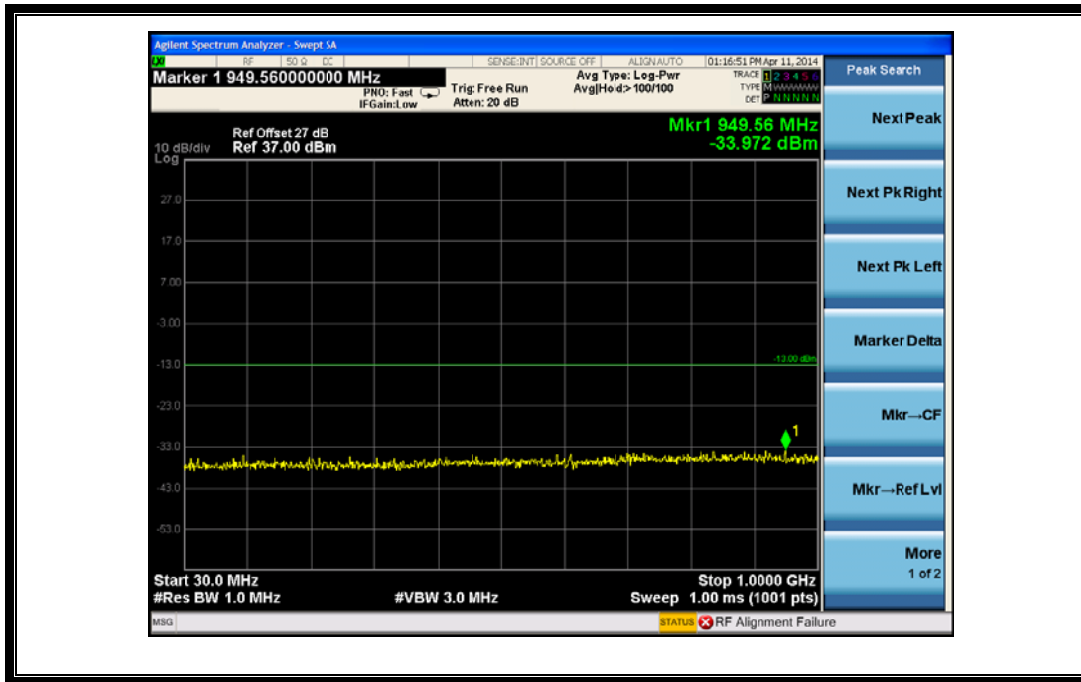 Agilent Spectrum Analyzer - Swept SA
LXI RF 50 Ω DC SENSE:INT SOURCE OFF ALIGN AUTO 01:16:51 PM Apr 11, 2014
Marker 1 949.560000000 MHz
PNO: Fast
IFGain:Low
Trig: Free Run
Atten: 20 dB
Avg Type: Log-Pwr
Avg|Hold:> 100/100
TRACE 1 2 3 4 5 6
TYPE M WWWWW
DET P N N N N N
Mkr1 949.56 MHz
-33.972 dBm
Ref Offset 27 dB
10 dB/div Ref 37.00 dBm
Log
27.0
17.0
7.00
-3.00
-13.0
-13.00 dBm
-23.0
-33.0
1
-43.0
-53.0
Start 30.0 MHz Stop 1.0000 GHz
#Res BW 1.0 MHz #VBW 3.0 MHz Sweep 1.00 ms (1001 pts)
MSG STATUS RF Alignment Failure
Peak Search
Next Peak
Next Pk Right
Next Pk Left
Marker Delta
Mkr→CF
Mkr→Ref Lvl
More
1 of 2